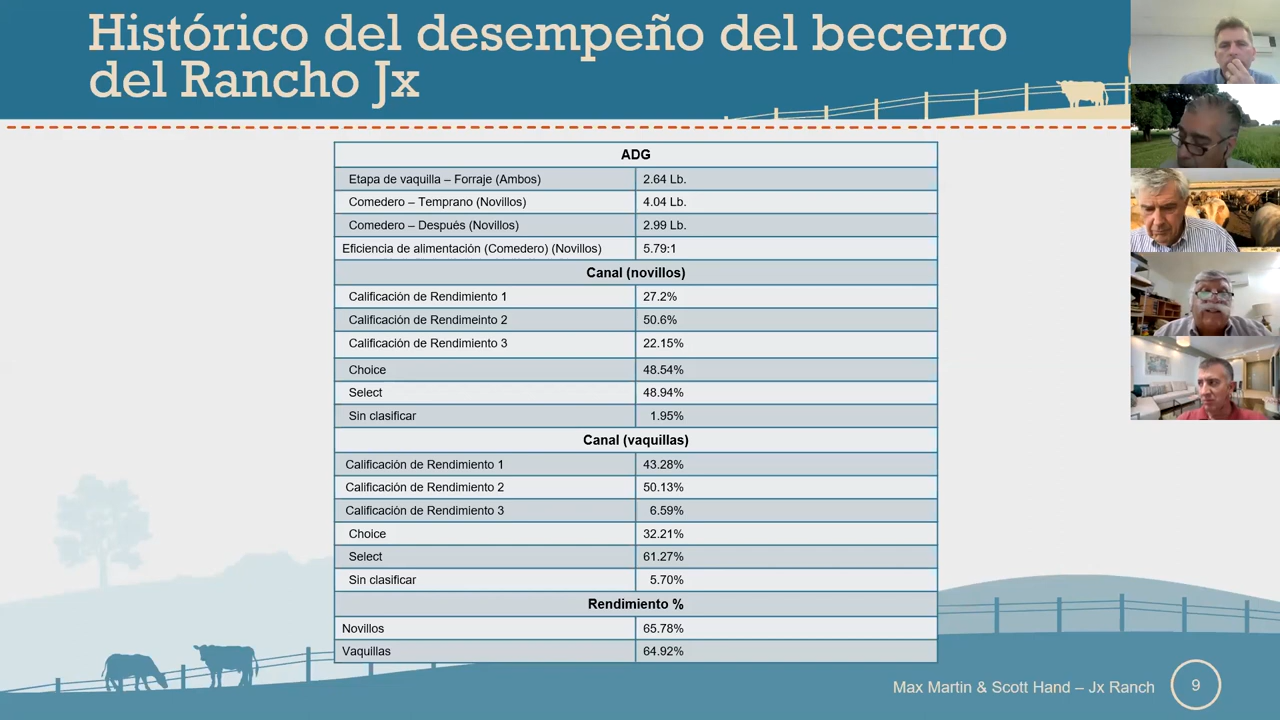 Histórico del desempeño del becerro
del Rancho Jx
ADG
Etapa de vaquilla – Forraje (Ambos) 2.64 Lb.
Comedero – Temprano (Novillos) 4.04 Lb.
Comedero – Después (Novillos) 2.99 Lb.
Eficiencia de alimentación (Comedero) (Novillos) 5.79:1
Canal (novillos)
Calificación de Rendimiento 1 27.2%
Calificación de Rendimeinto 2 50.6%
Calificación de Rendimiento 3 22.15%
Choice 48.54%
Select 48.94%
Sin clasificar 1.95%
Canal (vaquillas)
Calificación de Rendimiento 1 43.28%
Calificación de Rendimiento 2 50.13%
Calificación de Rendimiento 3 6.59%
Choice 32.21%
Select 61.27%
Sin clasificar 5.70%
Rendimiento %
Novillos 65.78%
Vaquillas 64.92%
Max Martin & Scott Hand – Jx Ranch 9